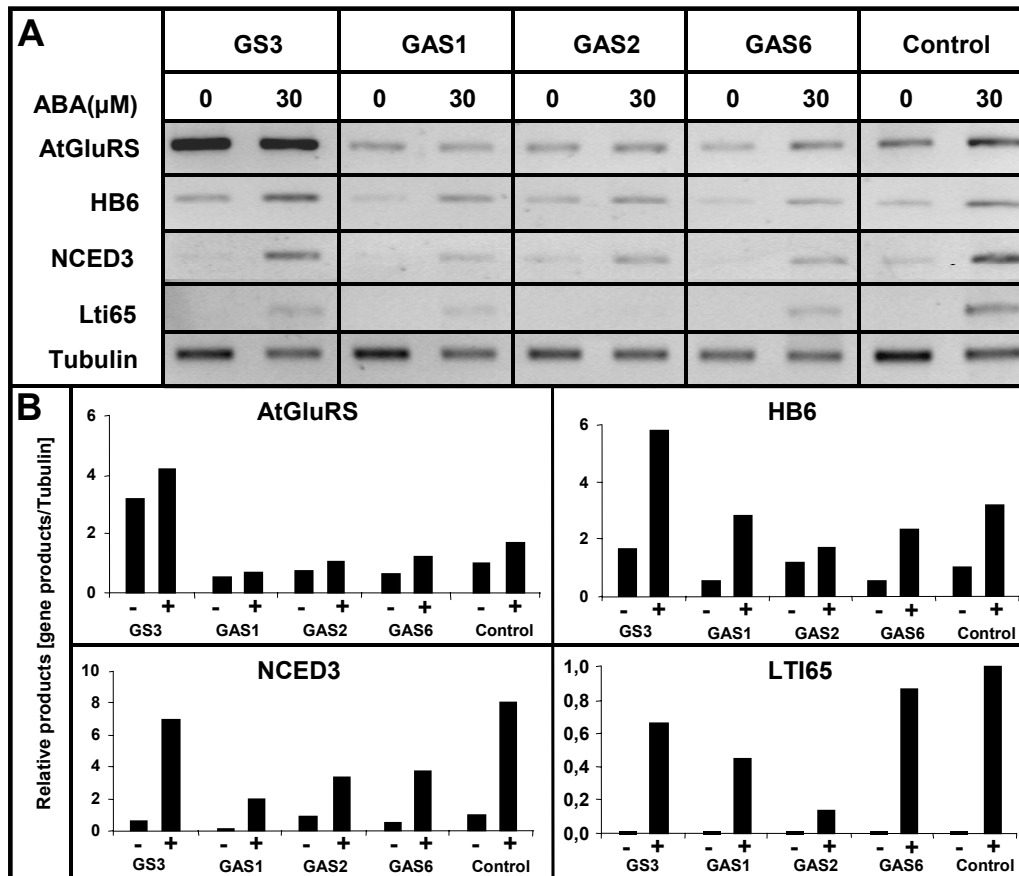 A
GS3 GAS1 GAS2 GAS6 Control
ABA(µM) 0 30 0 30 0 30 0 30 0 30
AtGluRS
HB6
NCED3
Lti65
Tubulin
B
Relative products [gene products/Tubulin]
AtGluRS
6
4
2
0
- + - + - + - + - +
GS3 GAS1 GAS2 GAS6 Control
HB6
6
4
2
0
- + - + - + - + - +
GS3 GAS1 GAS2 GAS6 Control
NCED3
10
8
6
4
2
0
- + - + - + - + - +
GS3 GAS1 GAS2 GAS6 Control
LTI65
1,0
0,8
0,6
0,4
0,2
0,0
- + - + - + - + - +
GS3 GAS1 GAS2 GAS6 Control